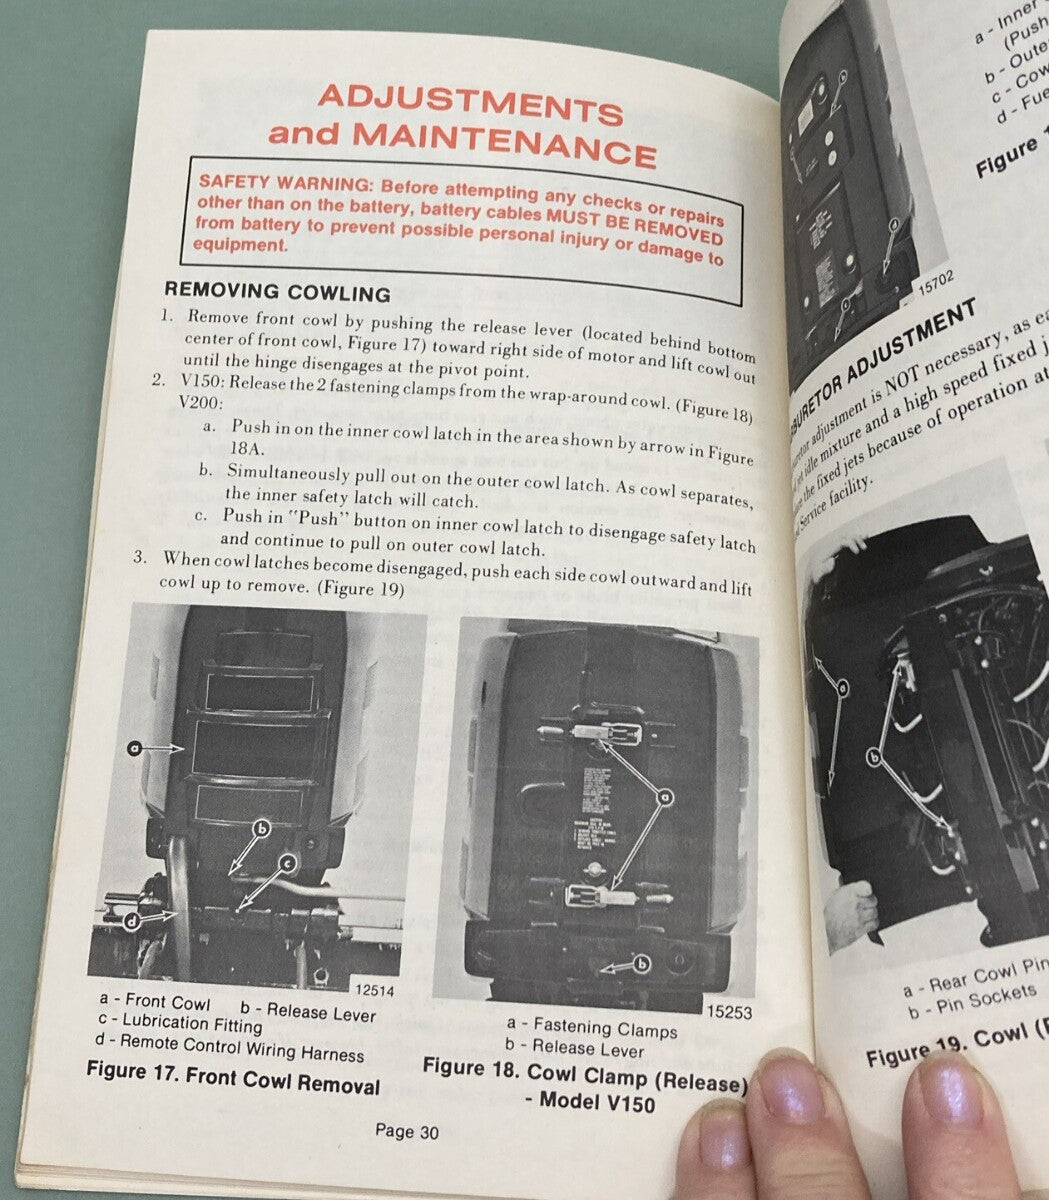 ADJUSTMENTS
and MAINTENANCE
SAFETY WARNING: Before attempting any checks or repairs
other than on the battery, battery cables MUST BE REMOVED
from battery to prevent possible personal injury or damage to
equipment.
REMOVING COWLING
1. Remove front cowl by pushing the release lever (located behind bottom
center of front cowl, Figure 17) toward right side of motor and lift cowl out
until the hinge disengages at the pivot point.
2. V150: Release the 2 fastening clamps from the wrap-around cowl. (Figure 18)
V200:
a. Push in on the inner cowl latch in the area shown by arrow in Figure
18A.
b. Simultaneously pull out on the outer cowl latch. As cowl separates,
the inner safety latch will catch.
c. Push in "Push" button on inner cowl latch to disengage safety latch
and continue to pull on outer cowl latch.
3. When cowl latches become disengaged, push each side cowl outward and lift
cowl up to remove. (Figure 19)
a
b
c
d
12514
a - Front Cowl b - Release Lever
c - Lubrication Fitting
d - Remote Control Wiring Harness
Figure 17. Front Cowl Removal
a
b
15253
a - Fastening Clamps
b - Release Lever
Figure 18. Cowl Clamp (Release)
- Model V150
Page 30
a - Inner
(Push
b - Oute
c - Cow
d - Fue
Figure
b
d
c
15702
BURETOR ADJUSTMENT
adjustment is NOT necessary, as ea
idle mixture and a high speed fixed j
the fixed jets because of operation at
Service facility.
a
b
a - Rear Cowl Pin
b - Pin Sockets
Figure 19. Cowl (